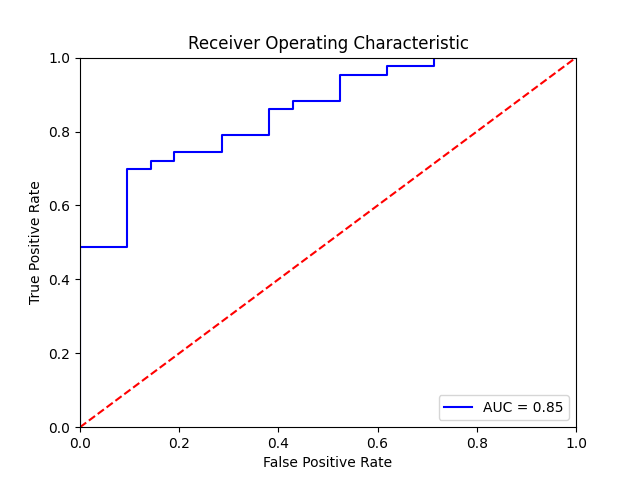 Receiver Operating Characteristic
True Positive Rate
1.0
0.8
0.6
0.4
0.2
0.0
AUC = 0.85
0.0 0.2 0.4 0.6 0.8 1.0
False Positive Rate